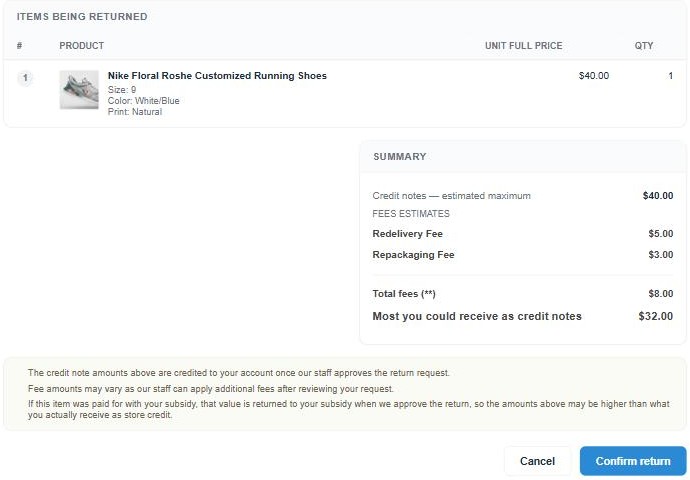 ITEMS BEING RETURNED
# PRODUCT UNIT FULL PRICE QTY
1 Nike Floral Roshe Customized Running Shoes $40.00 1
Size: 9
Color: White/Blue
Print: Natural
SUMMARY
Credit notes — estimated maximum $40.00
FEES ESTIMATES
Redelivery Fee $5.00
Repackaging Fee $3.00
Total fees (**) $8.00
Most you could receive as credit notes $32.00
The credit note amounts above are credited to your account once our staff approves the return request.
Fee amounts may vary as our staff can apply additional fees after reviewing your request.
If this item was paid for with your subsidy, that value is returned to your subsidy when we approve the return, so the amounts above may be higher than what
you actually receive as store credit.
Cancel Confirm return